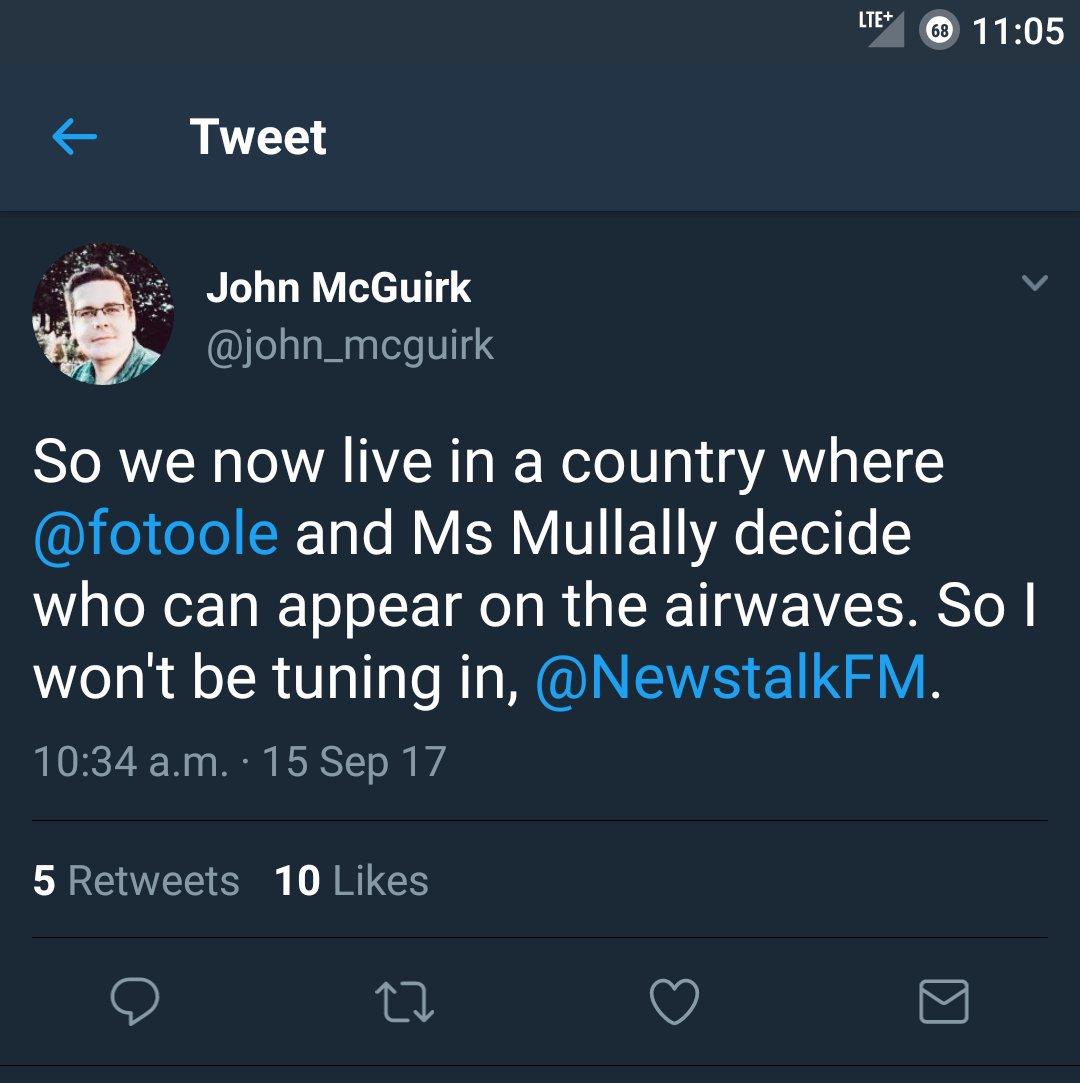 LTE+ 68 11:05
Tweet
John McGuirk
@john_mcguirk
So we now live in a country where
@fotoole and Ms Mullally decide
who can appear on the airwaves. So I
won't be tuning in, @NewstalkFM.
10:34 a.m. · 15 Sep 17
5 Retweets 10 Likes